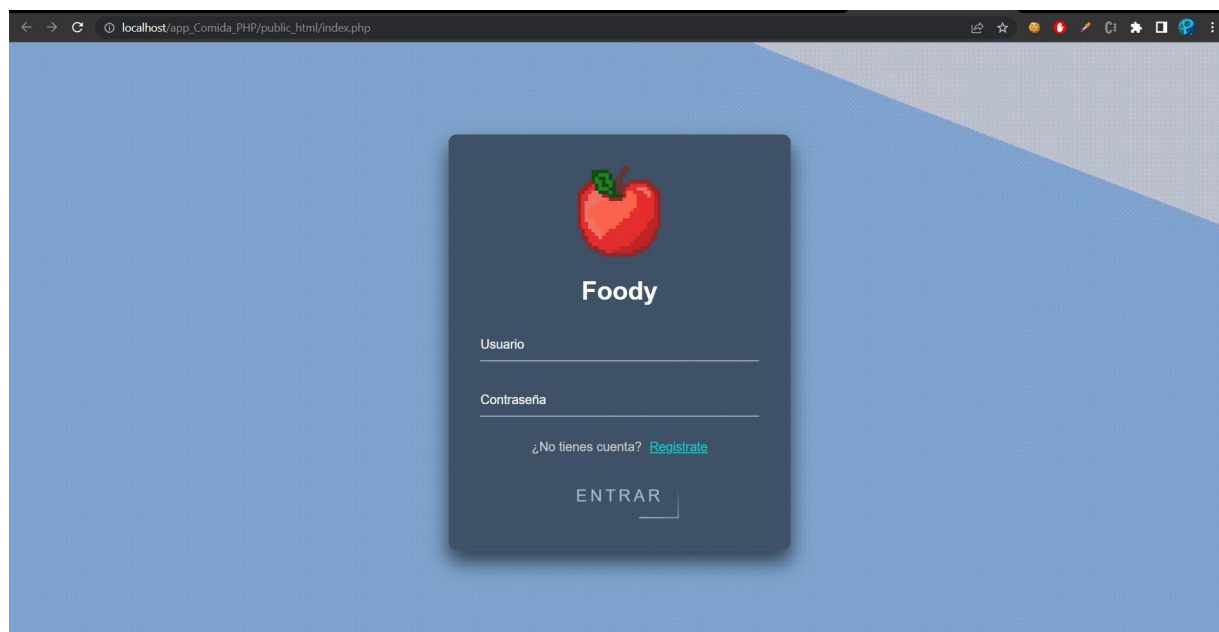 localhost/app_Comida_PHP/public_html/index.php
Foody
Usuario
Contraseña
¿No tienes cuenta? Registrate
ENTRAR